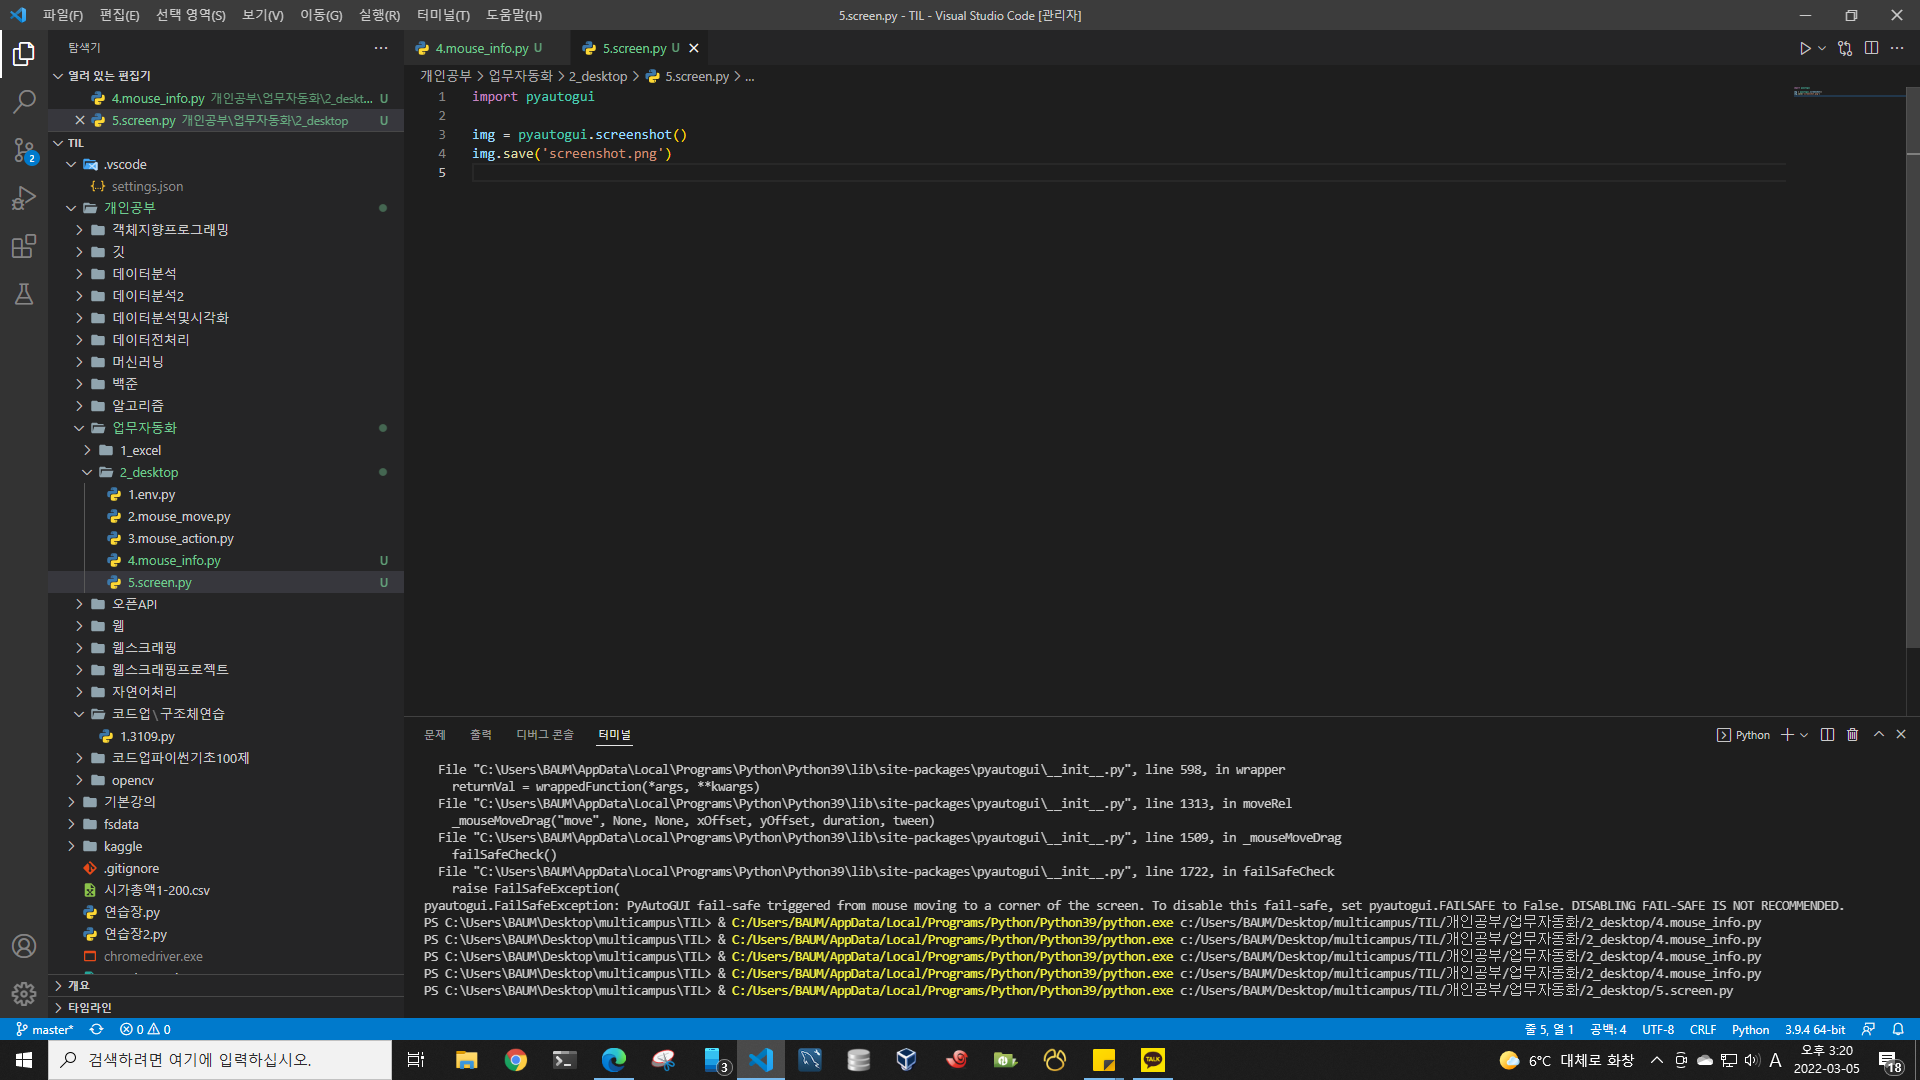 파일(F) 편집(E) 선택 영역(S) 보기(V) 이동(G) 실행(R) 터미널(T) 도움말(H) 5.screen.py - TIL - Visual Studio Code [관리자]
탐색기
열려 있는 편집기
4.mouse_info.py 개인공부\업무자동화\2_deskt... U
5.screen.py 개인공부\업무자동화\2_desktop U
TIL
.vscode
{..} settings.json
개인공부
객체지향프로그래밍
깃
데이터분석
데이터분석2
데이터분석및시각화
데이터전처리
머신러닝
백준
알고리즘
업무자동화
1_excel
2_desktop
1.env.py
2.mouse_move.py
3.mouse_action.py
4.mouse_info.py U
5.screen.py U
오픈API
웹
웹스크래핑
웹스크래핑프로젝트
자연어처리
코드업\구조체연습
1.3109.py
코드업파이썬기초100제
opencv
기본강의
fsdata
kaggle
.gitignore
시가총액1-200.csv
연습장.py
연습장2.py
chromedriver.exe
개요
타임라인
2
4.mouse_info.py U 5.screen.py U
개인공부 > 업무자동화 > 2_desktop > 5.screen.py > ...
1 import pyautogui
2
3 img = pyautogui.screenshot()
4 img.save('screenshot.png')
5
문제 출력 디버그 콘솔 터미널 Python
File "C:\Users\BAUM\AppData\Local\Programs\Python\Python39\lib\site-packages\pyautogui\__init__.py", line 598, in wrapper
returnVal = wrappedFunction(*args, **kwargs)
File "C:\Users\BAUM\AppData\Local\Programs\Python\Python39\lib\site-packages\pyautogui\__init__.py", line 1313, in moveRel
_mouseMoveDrag("move", None, None, xOffset, yOffset, duration, tween)
File "C:\Users\BAUM\AppData\Local\Programs\Python\Python39\lib\site-packages\pyautogui\__init__.py", line 1509, in _mouseMoveDrag
failSafeCheck()
File "C:\Users\BAUM\AppData\Local\Programs\Python\Python39\lib\site-packages\pyautogui\__init__.py", line 1722, in failSafeCheck
raise FailSafeException(
pyautogui.FailSafeException: PyAutoGUI fail-safe triggered from mouse moving to a corner of the screen. To disable this fail-safe, set pyautogui.FAILSAFE to False. DISABLING FAIL-SAFE IS NOT RECOMMENDED.
PS C:\Users\BAUM\Desktop\multicampus\TIL> & C:/Users/BAUM/AppData/Local/Programs/Python/Python39/python.exe c:/Users/BAUM/Desktop/multicampus/TIL/개인공부/업무자동화/2_desktop/4.mouse_info.py
PS C:\Users\BAUM\Desktop\multicampus\TIL> & C:/Users/BAUM/AppData/Local/Programs/Python/Python39/python.exe c:/Users/BAUM/Desktop/multicampus/TIL/개인공부/업무자동화/2_desktop/4.mouse_info.py
PS C:\Users\BAUM\Desktop\multicampus\TIL> & C:/Users/BAUM/AppData/Local/Programs/Python/Python39/python.exe c:/Users/BAUM/Desktop/multicampus/TIL/개인공부/업무자동화/2_desktop/4.mouse_info.py
PS C:\Users\BAUM\Desktop\multicampus\TIL> & C:/Users/BAUM/AppData/Local/Programs/Python/Python39/python.exe c:/Users/BAUM/Desktop/multicampus/TIL/개인공부/업무자동화/2_desktop/4.mouse_info.py
PS C:\Users\BAUM\Desktop\multicampus\TIL> & C:/Users/BAUM/AppData/Local/Programs/Python/Python39/python.exe c:/Users/BAUM/Desktop/multicampus/TIL/개인공부/업무자동화/2_desktop/5.screen.py
master* 0 0 줄 5, 열 1 공백: 4 UTF-8 CRLF Python 3.9.4 64-bit
검색하려면 여기에 입력하십시오. 3 TALK 6°C 대체로 화창 A 오후 3:20
2022-03-05 18